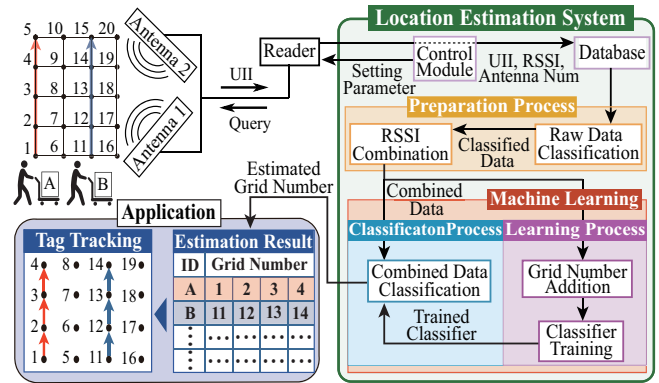 5 10 15 20
4 9 14 19
3 8 13 18
2 7 12 17
1 6 11 16
A
B
Antenna 2
Antenna 1
UII
Query
Reader
Location Estimation System
Control
Module
Database
Setting
Parameter
UII, RSSI,
Antenna Num
Preparation Process
RSSI
Combination
Classified
Data
Raw Data
Classification
Estimated
Grid Number
Combined
Data
Machine Learning
ClassificatonProcess
Learning Process
Combined Data
Classification
Grid Number
Addition
Trained
Classifier
Classifier
Training
Application
Tag Tracking
4 8 14 19
3 7 13 18
2 6 12 17
1 5 11 16
Estimation Result
ID Grid Number
A 1 2 3 4
B 11 12 13 14